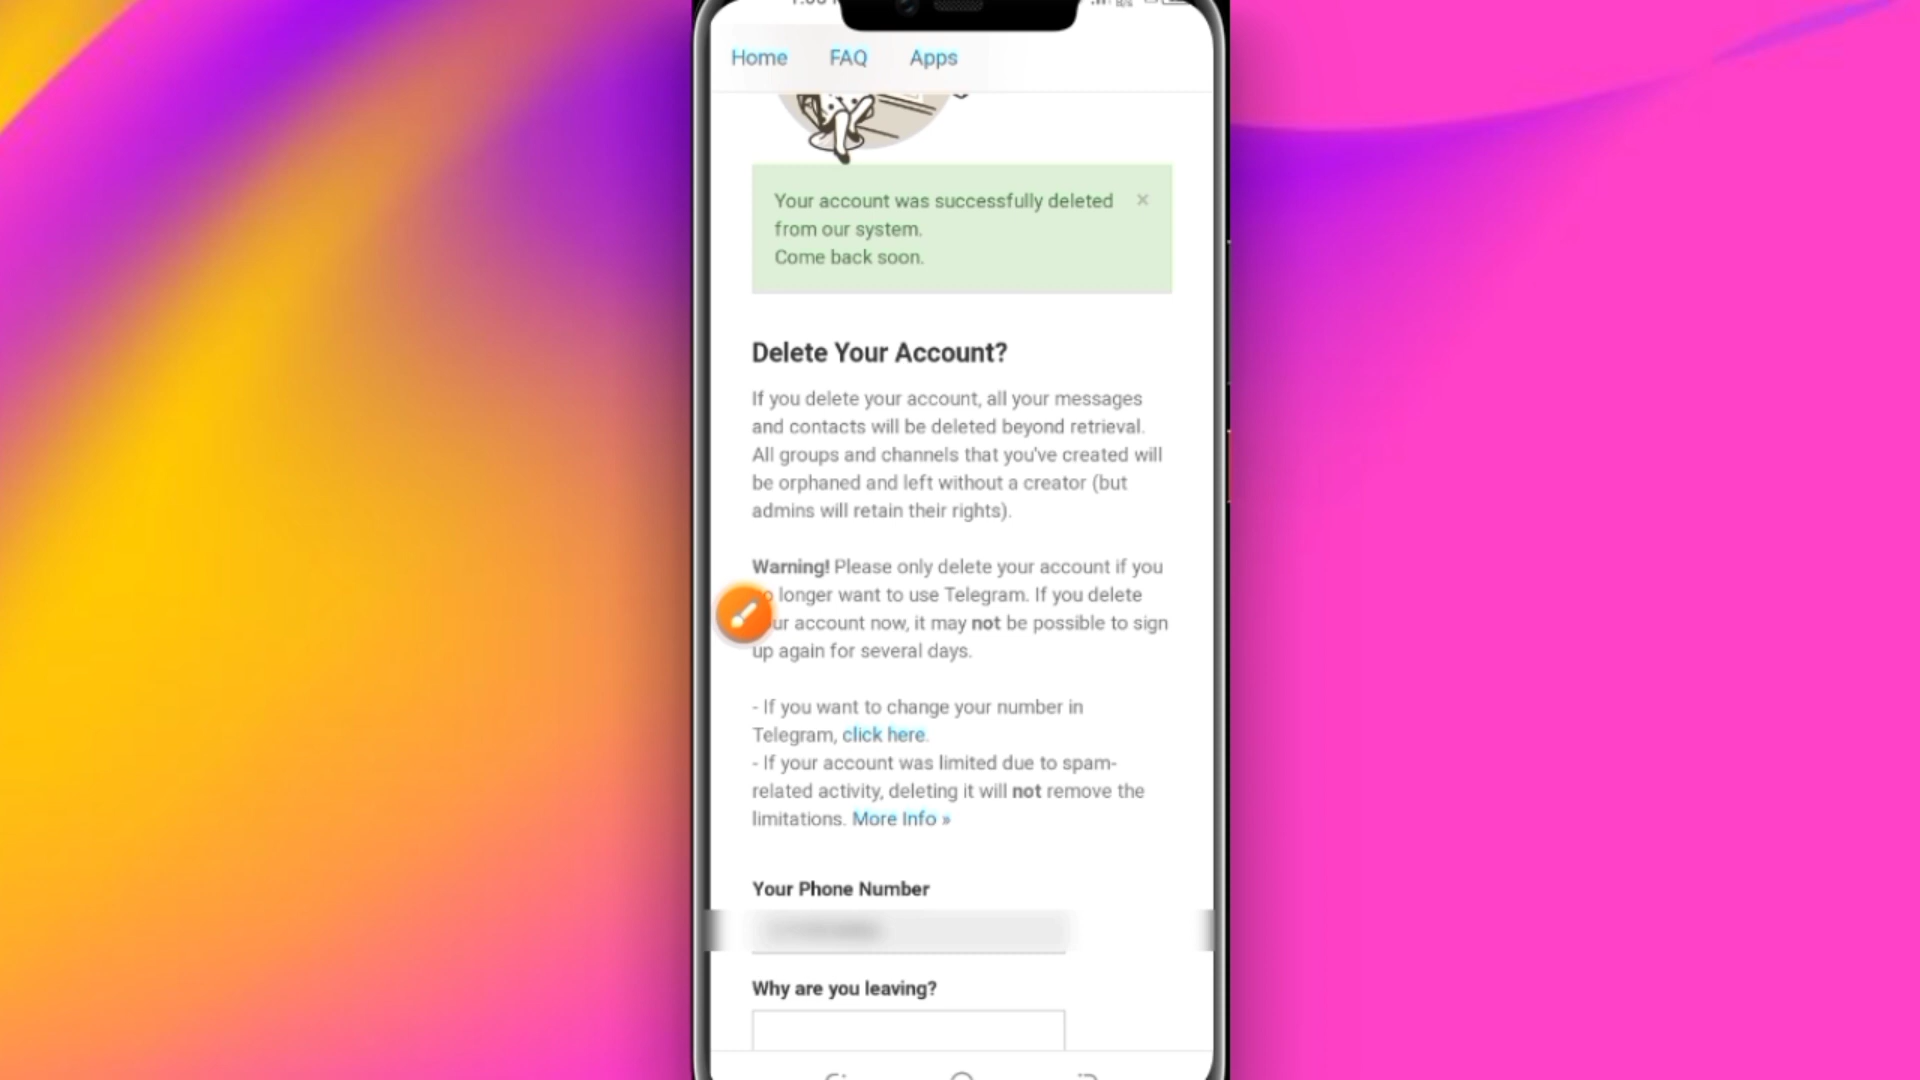 Home FAQ Apps
Your account was successfully deleted ×
from our system.
Come back soon.
Delete Your Account?
If you delete your account, all your messages
and contacts will be deleted beyond retrieval.
All groups and channels that you've created will
be orphaned and left without a creator (but
admins will retain their rights).
Warning! Please only delete your account if you
longer want to use Telegram. If you delete
account now, it may not be possible to sign
up again for several days.
- If you want to change your number in
Telegram, click here.
- If your account was limited due to spam-
related activity, deleting it will not remove the
limitations. More Info »
Your Phone Number
Why are you leaving?